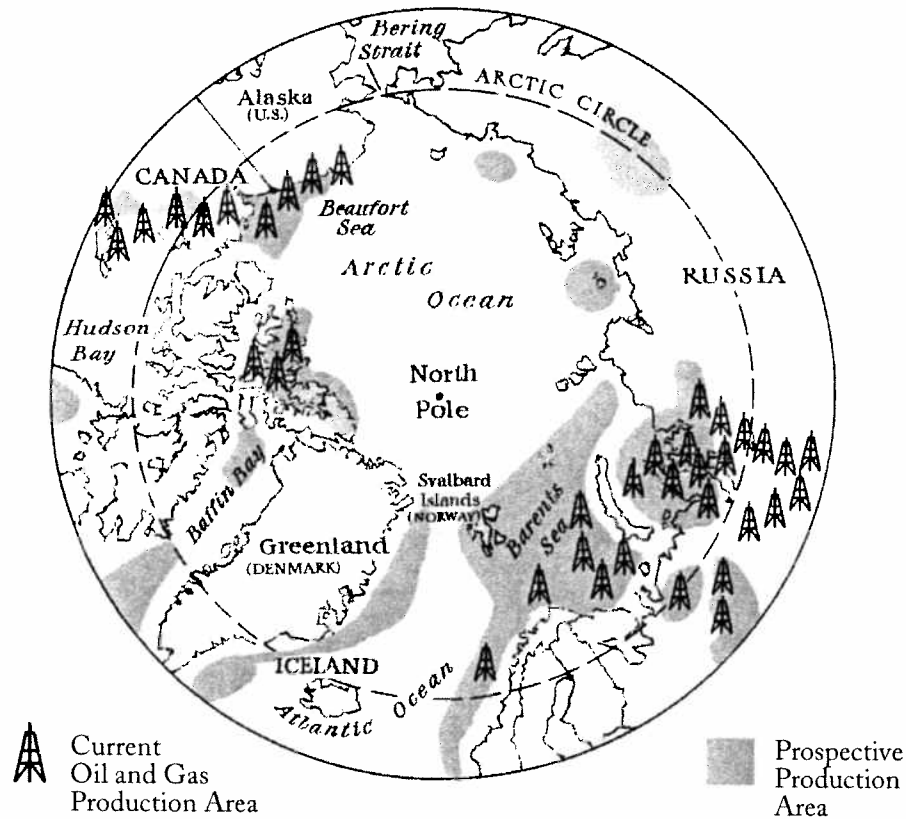 Bering
Strait
ARCTIC CIRCLE
Alaska
(U.S.)
CANADA
Beaufort
Sea
Arctic
Ocean
RUSSIA
Hudson
Bay
North
Pole
Baffin Bay
Svalbard
Islands
(NORWAY)
Barents
Sea
Greenland
(DENMARK)
ICELAND
Atlantic Ocean
Current
Oil and Gas
Production Area
Prospective
Production
Area